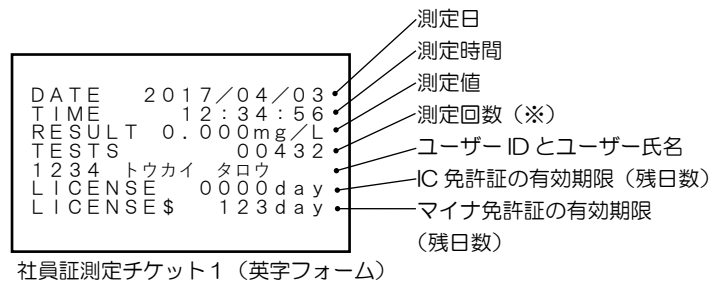 DATE 2017/04/03
TIME 12:34:56
RESULT 0.000mg/L
TESTS 00432
1234 トウカイ タロウ
LICENSE 0000day
LICENSE$ 123day
測定日
測定時間
測定値
測定回数（※）
ユーザーIDとユーザー氏名
IC免許証の有効期限（残日数）
マイナ免許証の有効期限
（残日数）
社員証測定チケット1（英字フォーム）